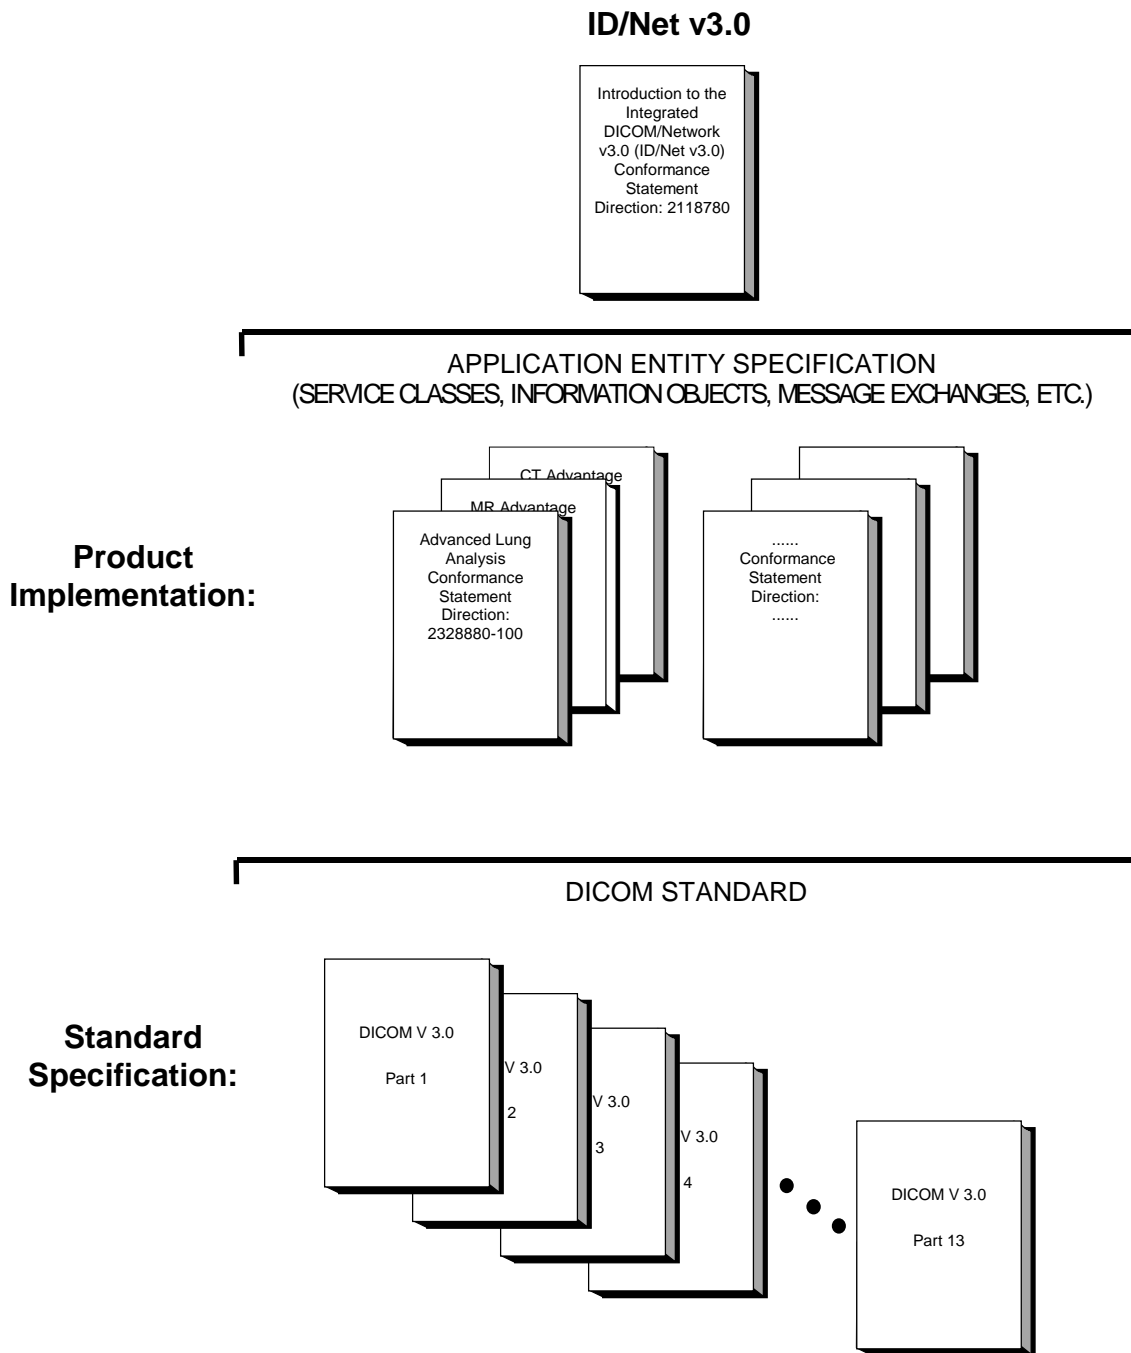 ID/Net v3.0
Introduction to the
Integrated
DICOM/Network
v3.0 (ID/Net v3.0)
Conformance
Statement
Direction: 2118780
APPLICATION ENTITY SPECIFICATION
(SERVICE CLASSES, INFORMATION OBJECTS, MESSAGE EXCHANGES, ETC.)
Product
Implementation:
CT Advantage
MR Advantage
Advanced Lung
Analysis
Conformance
Statement
Direction:
2328880-100
......
Conformance
Statement
Direction:
......
DICOM STANDARD
Standard
Specification:
DICOM V 3.0
Part 1
V 3.0
2
V 3.0
3
V 3.0
4
DICOM V 3.0
Part 13